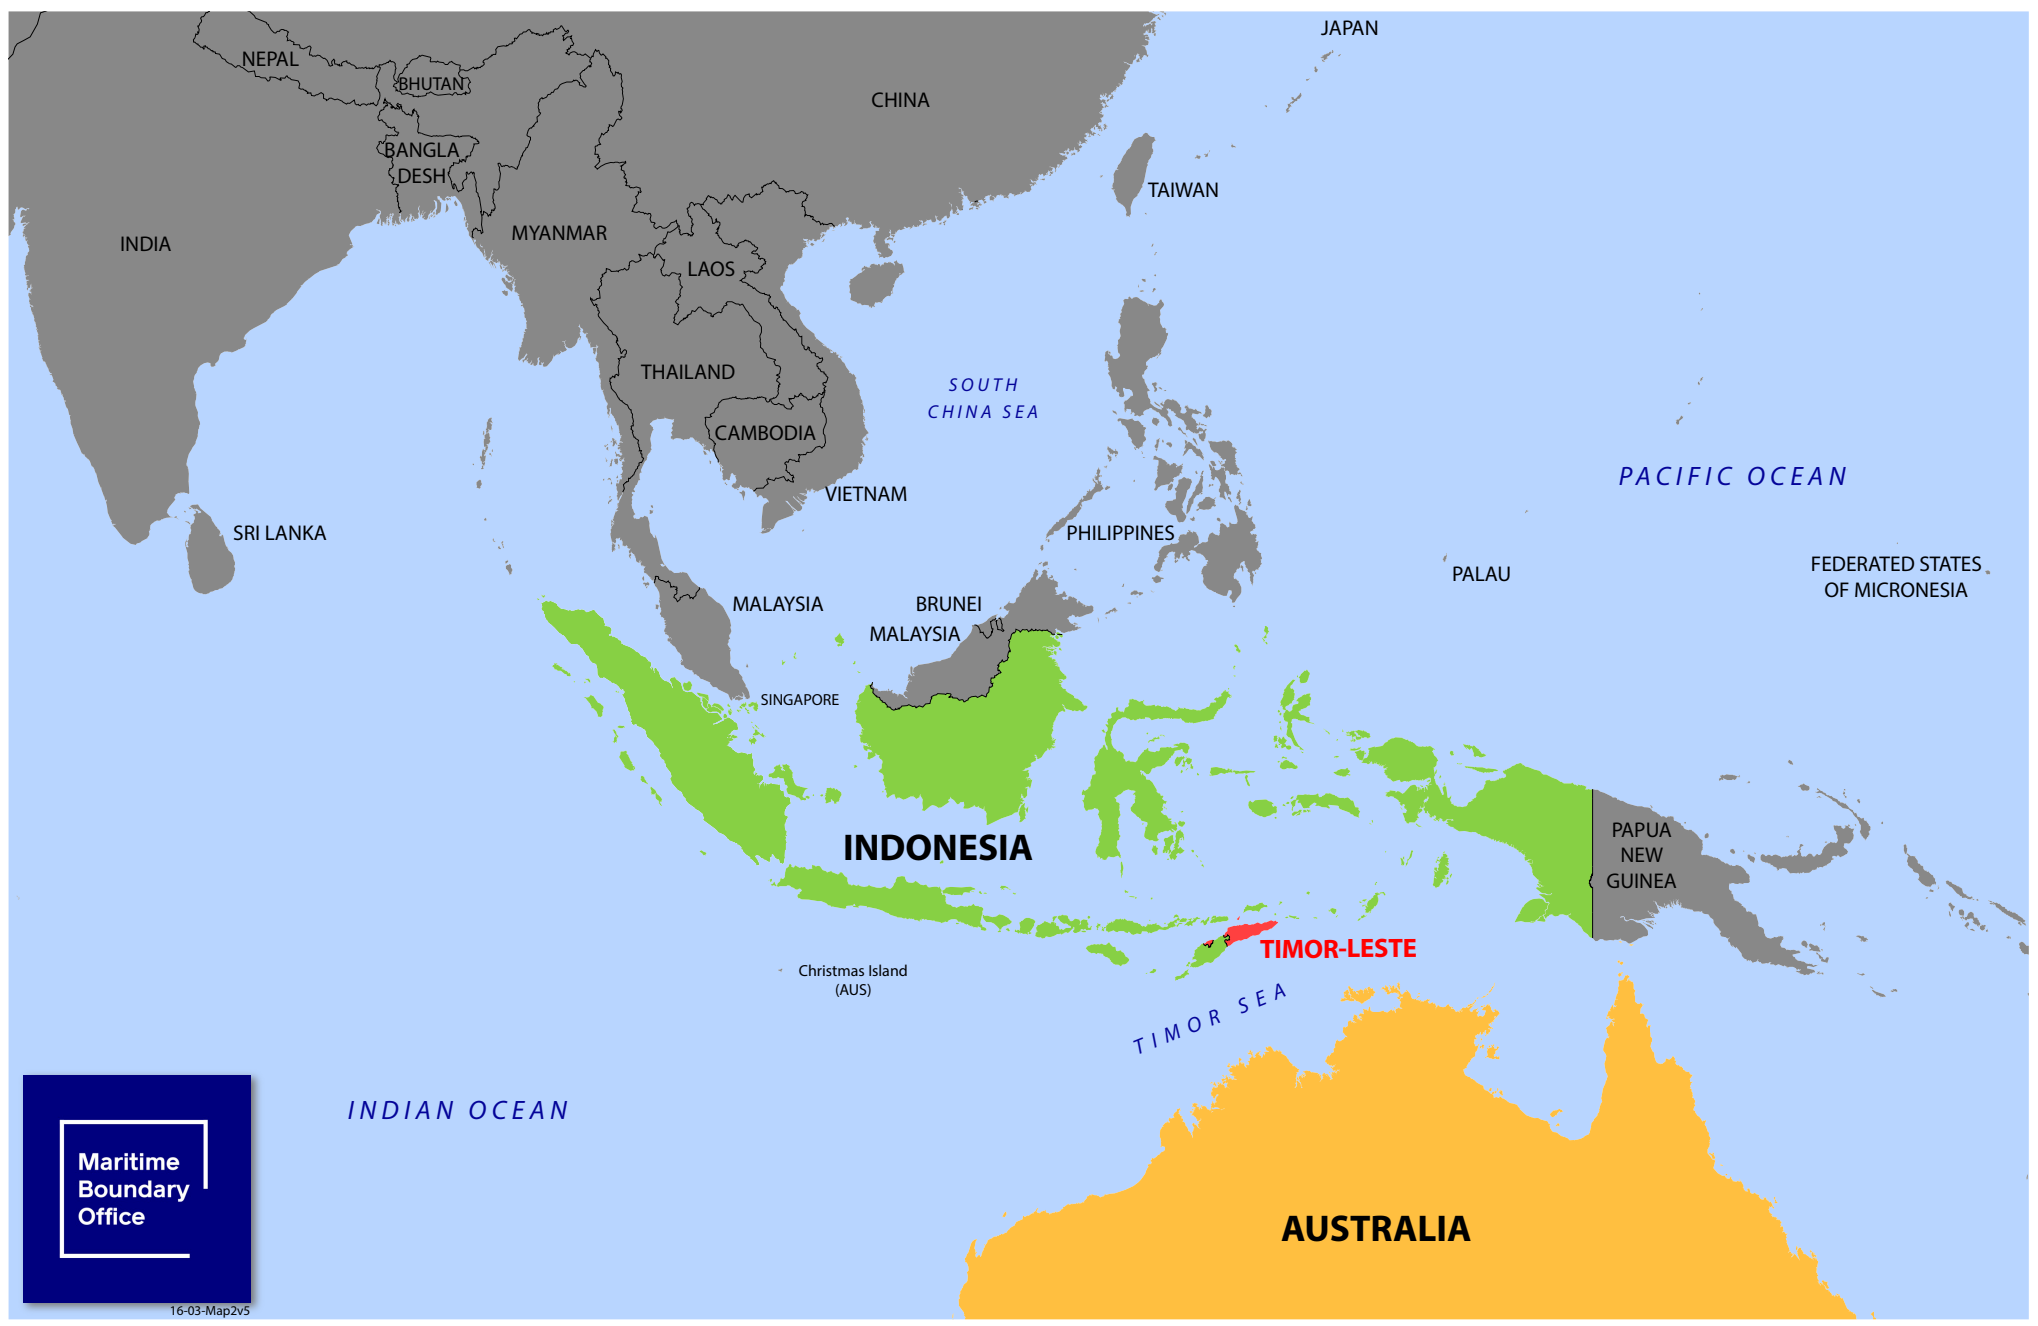 JAPAN
NEPAL
BHUTAN
CHINA
BANGLA
DESH
TAIWAN
INDIA
MYANMAR
LAOS
THAILAND
SOUTH
CHINA SEA
CAMBODIA
PACIFIC OCEAN
VIETNAM
SRI LANKA
PHILIPPINES
PALAU
FEDERATED STATES
OF MICRONESIA
MALAYSIA
BRUNEI
MALAYSIA
SINGAPORE
INDONESIA
PAPUA
NEW
GUINEA
TIMOR-LESTE
Christmas Island
(AUS)
TIMOR SEA
INDIAN OCEAN
Maritime
Boundary
Office
AUSTRALIA
16-03-Map2v5